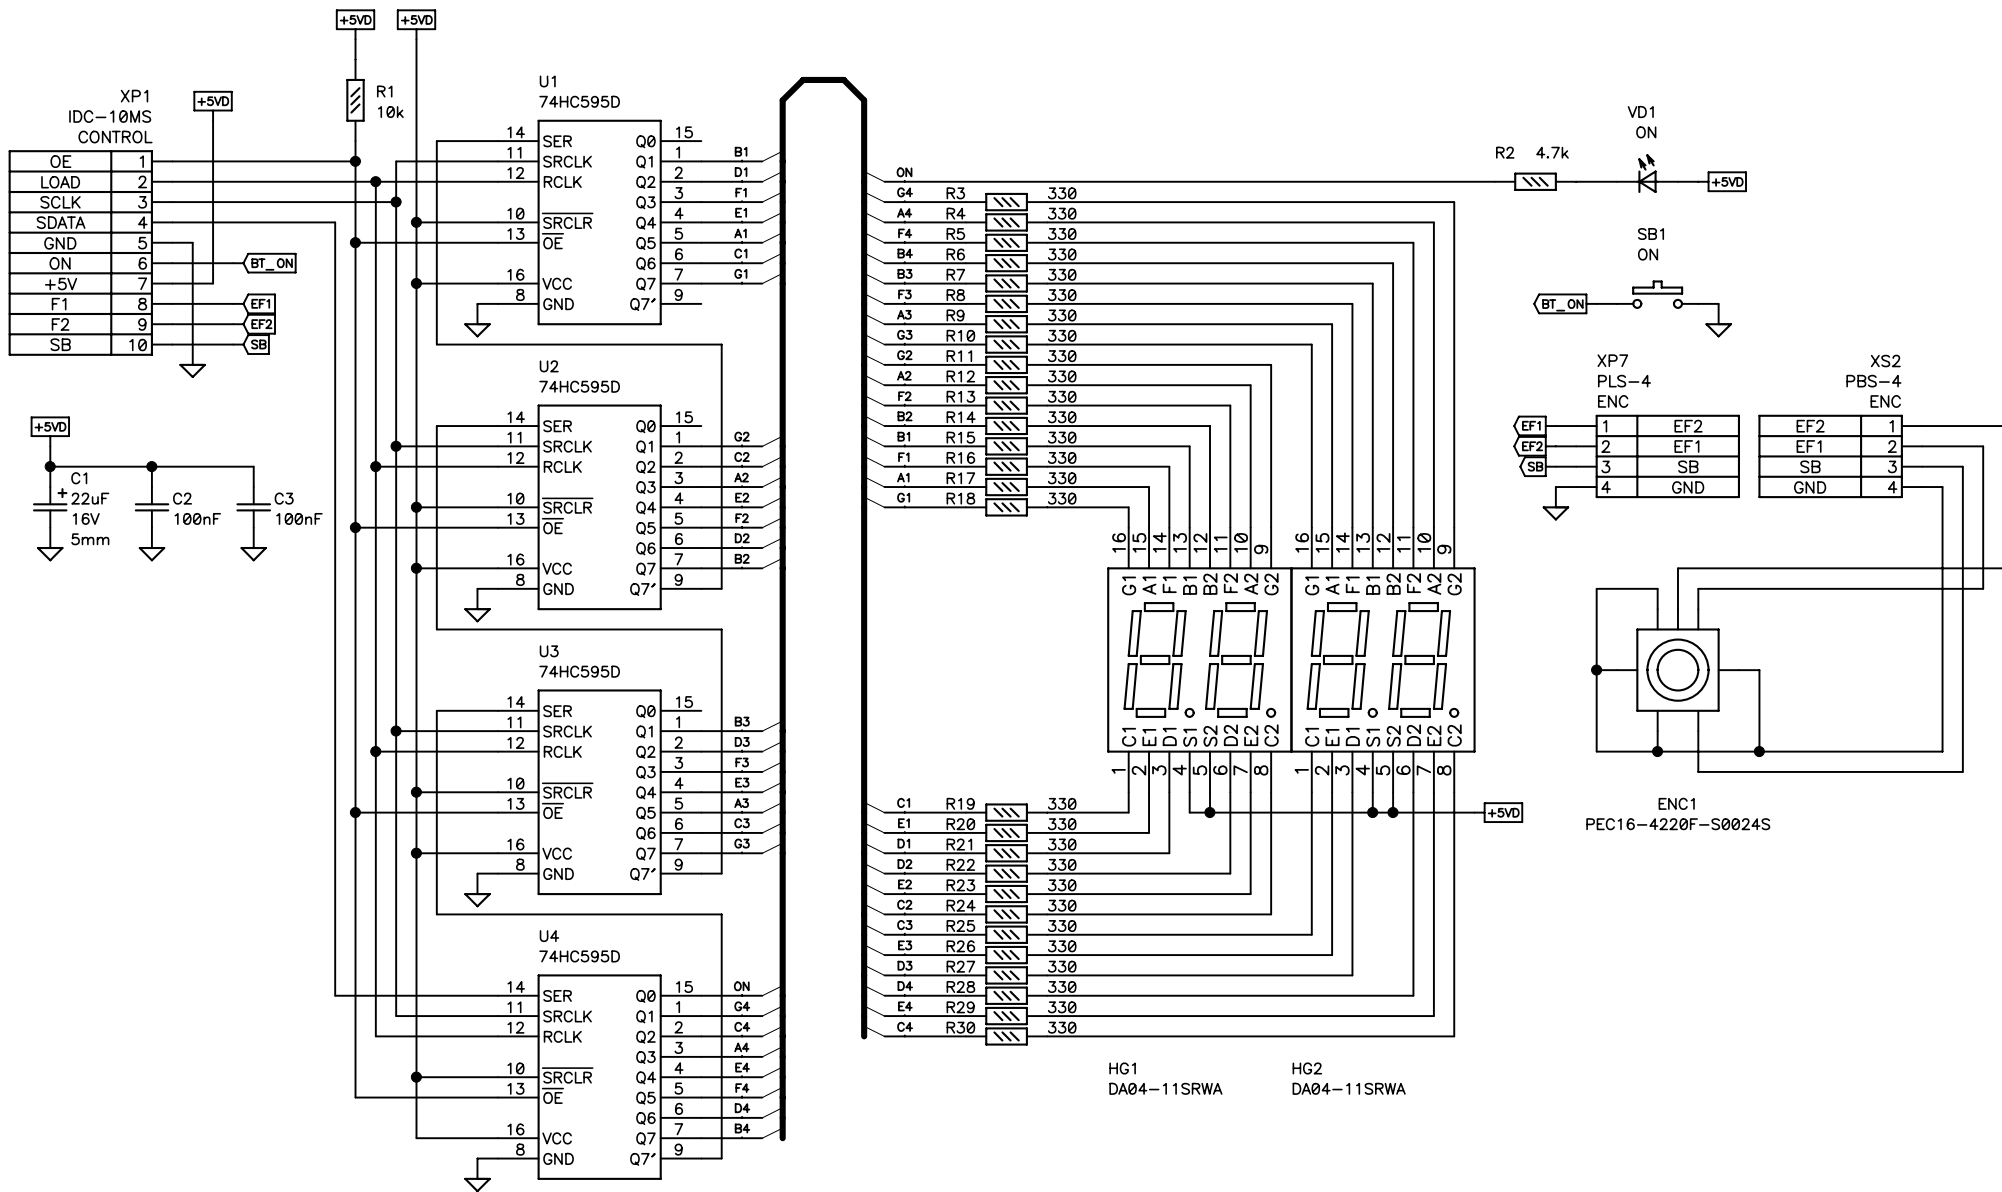 +5VD
+5VD
XP1
IDC-10MS
CONTROL
+5VD
R1
10k
OE 1
LOAD 2
SCLK 3
SDATA 4
GND 5
ON 6
+5V 7
F1 8
F2 9
SB 10
BT_ON
EF1
EF2
SB
+5VD
C1
+ 22uF
16V
5mm
C2
100nF
C3
100nF
U1
74HC595D
14 SER Q0 15
11 SRCLK Q1 1 B1
12 RCLK Q2 2 D1
Q3 3 F1
10 SRCLR Q4 4 E1
13 OE Q5 5 A1
Q6 6 C1
16 VCC Q7 7 G1
8 GND Q7' 9
U2
74HC595D
14 SER Q0 15
11 SRCLK Q1 1 G2
12 RCLK Q2 2 C2
Q3 3 A2
10 SRCLR Q4 4 E2
13 OE Q5 5 F2
Q6 6 D2
16 VCC Q7 7 B2
8 GND Q7' 9
U3
74HC595D
14 SER Q0 15
11 SRCLK Q1 1 B3
12 RCLK Q2 2 D3
Q3 3 F3
10 SRCLR Q4 4 E3
13 OE Q5 5 A3
Q6 6 C3
16 VCC Q7 7 G3
8 GND Q7' 9
U4
74HC595D
14 SER Q0 15 ON
11 SRCLK Q1 1 G4
12 RCLK Q2 2 C4
Q3 3 A4
10 SRCLR Q4 4 E4
13 OE Q5 5 F4
Q6 6 D4
16 VCC Q7 7 B4
8 GND Q7' 9
ON
G4 R3 330
A4 R4 330
F4 R5 330
B4 R6 330
B3 R7 330
F3 R8 330
A3 R9 330
G3 R10 330
G2 R11 330
A2 R12 330
F2 R13 330
B2 R14 330
B1 R15 330
F1 R16 330
A1 R17 330
G1 R18 330
16 15 14 13 12 11 10 9 16 15 14 13 12 11 10 9
G1 A1 F1 B1 B2 F2 A2 G2 G1 A1 F1 B1 B2 F2 A2 G2
C1 E1 D1 S1 S2 D2 E2 C2 C1 E1 D1 S1 S2 D2 E2 C2
1 2 3 4 5 6 7 8 1 2 3 4 5 6 7 8
+5VD
C1 R19 330
E1 R20 330
D1 R21 330
D2 R22 330
E2 R23 330
C2 R24 330
C3 R25 330
E3 R26 330
D3 R27 330
D4 R28 330
E4 R29 330
C4 R30 330
HG1
DA04-11SRWA
HG2
DA04-11SRWA
VD1
ON
R2 4.7k
+5VD
SB1
ON
BT_ON
XP7
PLS-4
ENC
EF1 1 EF2
EF2 2 EF1
SB 3 SB
4 GND
XS2
PBS-4
ENC
EF2 1
EF1 2
SB 3
GND 4
ENC1
PEC16-4220F-S0024S